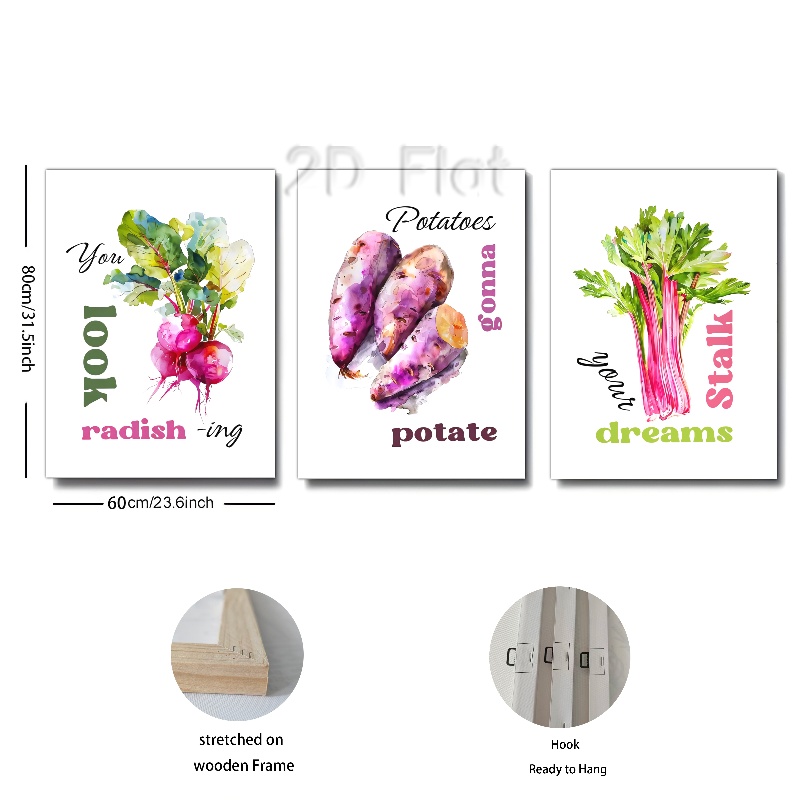 2D Flat
80cm/31.5inch
You
look
radish -ing
Potatoes
gonna
potate
Stalk
your
dreams
60cm/23.6inch
stretched on
wooden Frame
Hook
Ready to Hang